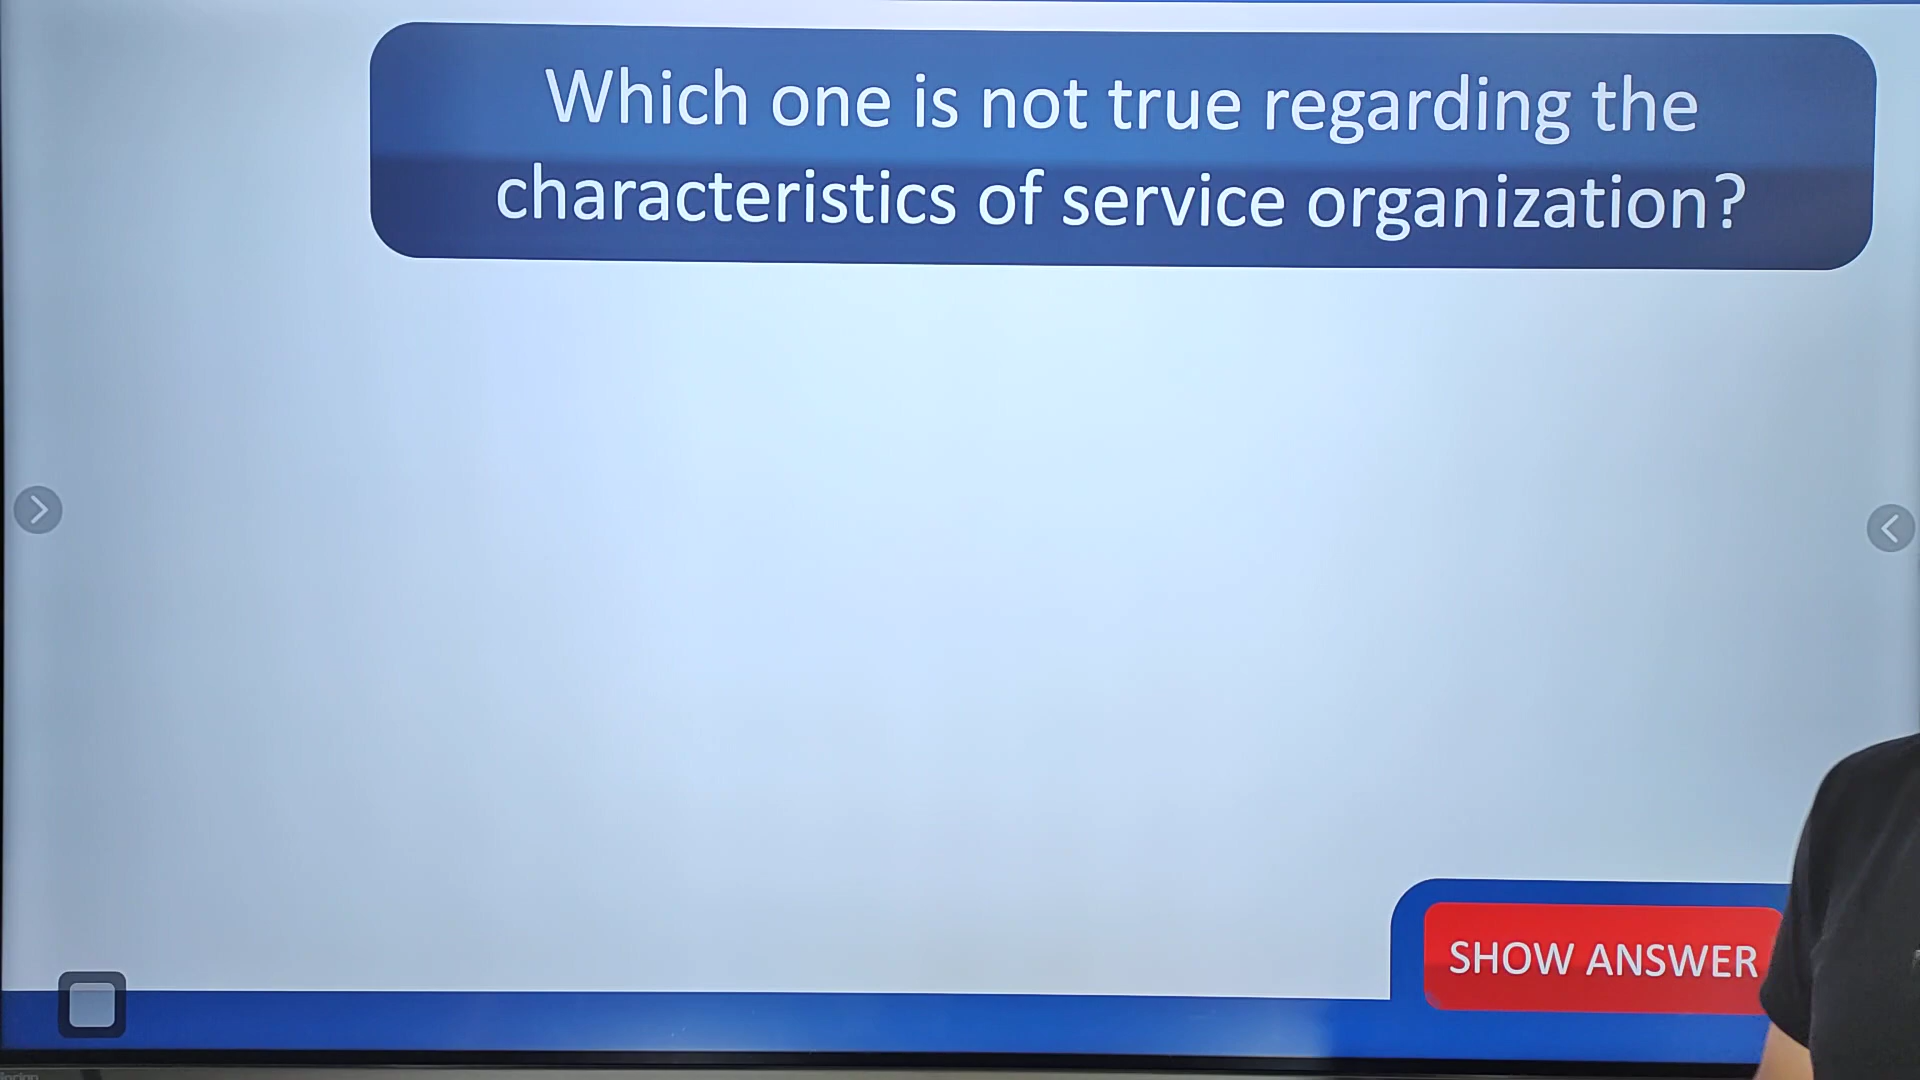 Which one is not true regarding the
characteristics of service organization?
SHOW ANSWER